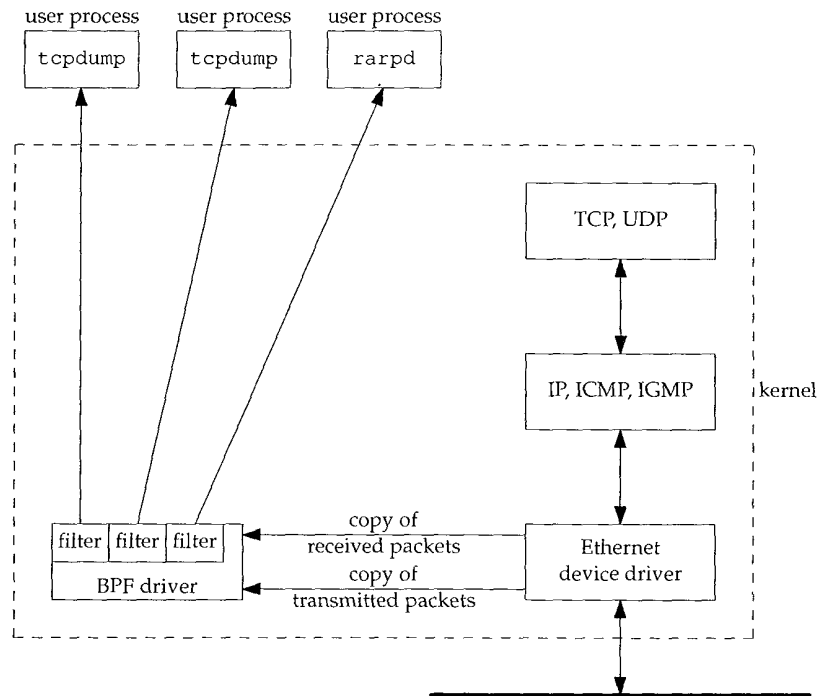 user process user process user process
tcpdump tcpdump rarpd
TCP, UDP
IP, ICMP, IGMP
kernel
filter filter filter
BPF driver
copy of
received packets
copy of
transmitted packets
Ethernet
device driver